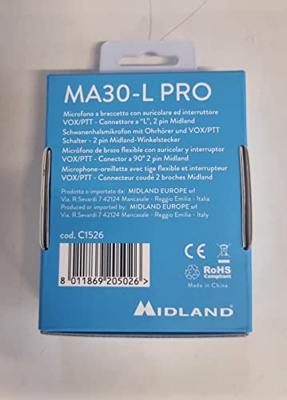 MA30-L PRO
Microfono a braccetto con auricolare ed interruttore
VOX/PTT - Connettore a “L”, 2 pin Midland
Schwanenhalsmikrofon mit Ohrhörer und VOX/PTT
Schalter - 2 pin Midland-Winkelstecker
Micrófono de brazo flexible con auricular y interruptor
VOX/PTT - Conector a 90° 2 pin Midland
Microphone-oreillette avec tige flexible et interrupteur
VOX/PTT - Connecteur coudé 2 broches Midland
Prodotto o importato da: MIDLAND EUROPE srl
Via. R.Sevardi 7 42124 Mancasale - Reggio Emilia - Italia
Produced or imported by: MIDLAND EUROPE srl
Via. R.Sevardi 7 42124 Mancasale - Reggio Emilia - Italy
cod. C1526
CE
RoHS
Compliant
Made in China
8 011869 205026 >
MIDLAND